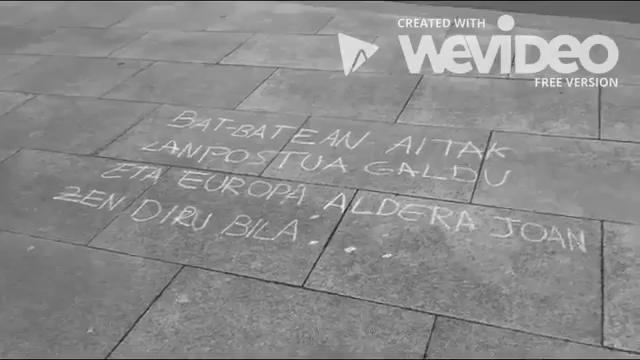 CREATED WITH
WEVIDEO
FREE VERSION
BAT-BATEAN AITAK
LANPOSTUA GALDU
ETA EUROPA ALDERA JOAN
ZEN DIRU BILA . . .